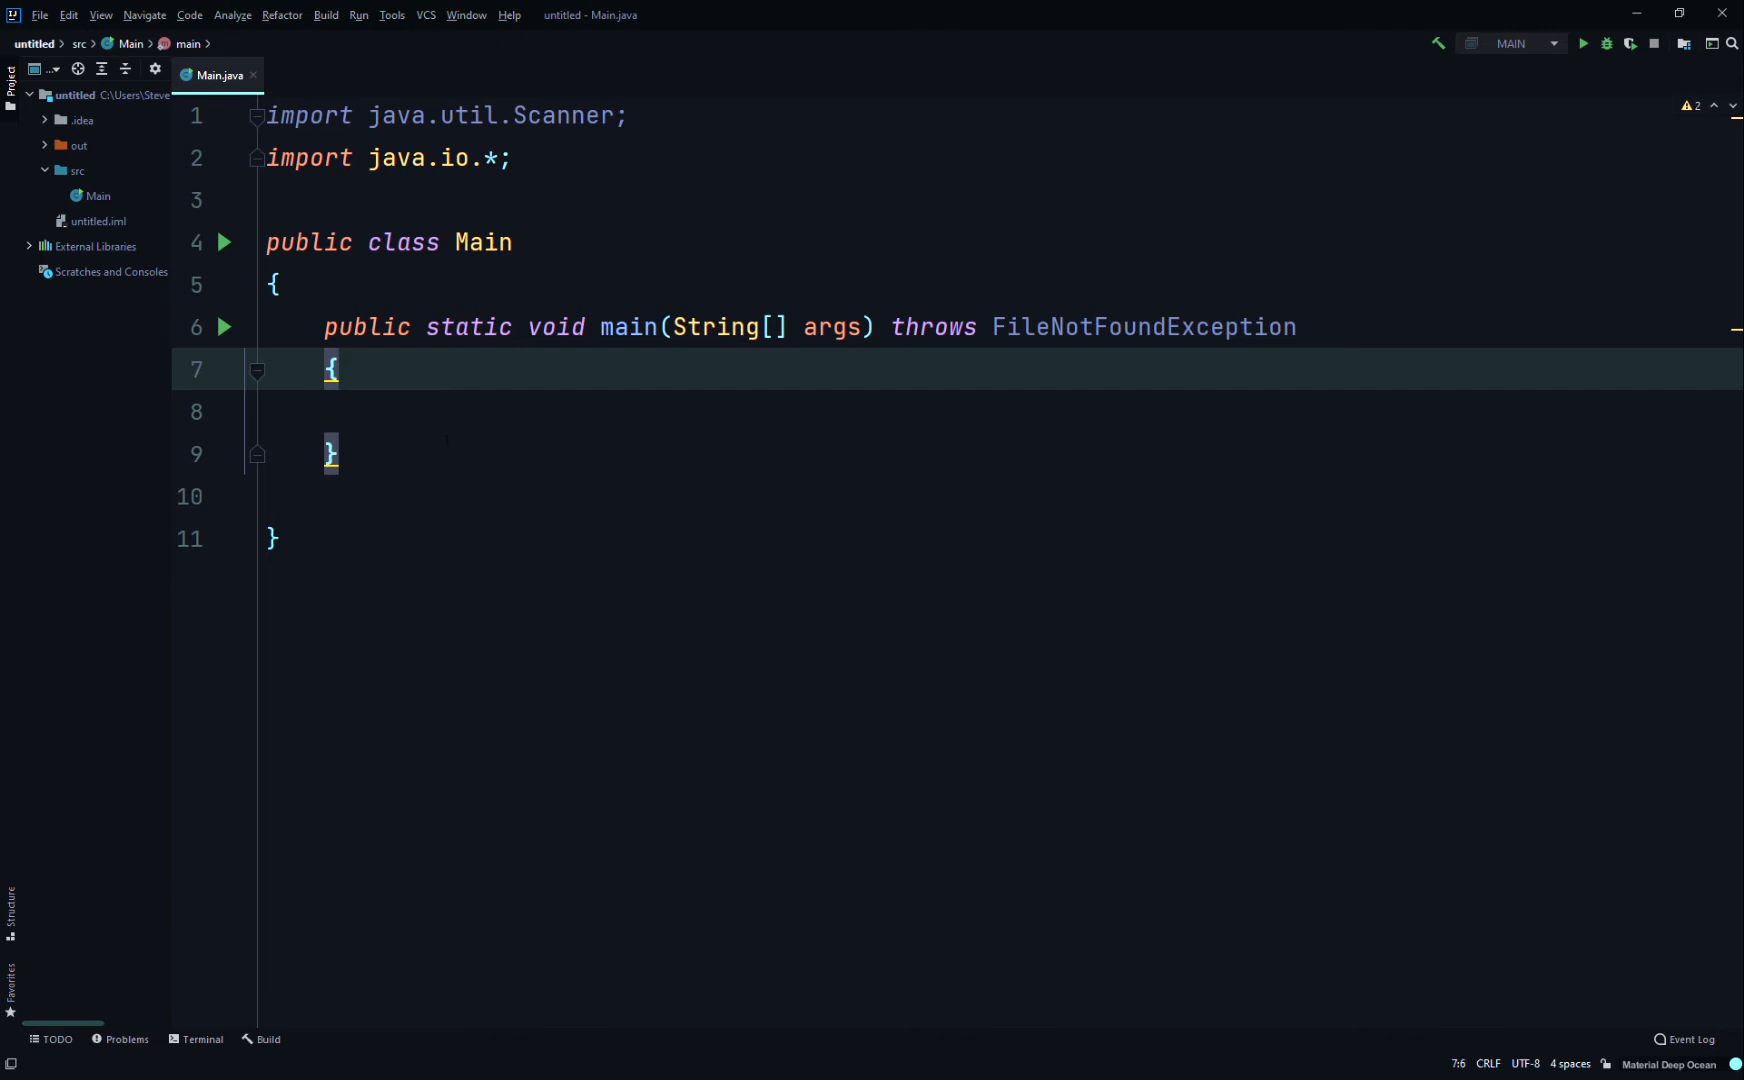 File Edit View Navigate Code Analyze Refactor Build Run Tools VCS Window Help untitled - Main.java
untitled src Main main MAIN
... Main.java
Project
untitled C:\Users\Steve
.idea
out
src
Main
untitled.iml
External Libraries
Scratches and Consoles
2
1 import java.util.Scanner;
2 import java.io.*;
3
4 public class Main
5 {
6 public static void main(String[] args) throws FileNotFoundException
7 {
8
9 }
10
11 }
Structure
Favorites
TODO Problems Terminal Build Event Log
7:6 CRLF UTF-8 4 spaces Material Deep Ocean